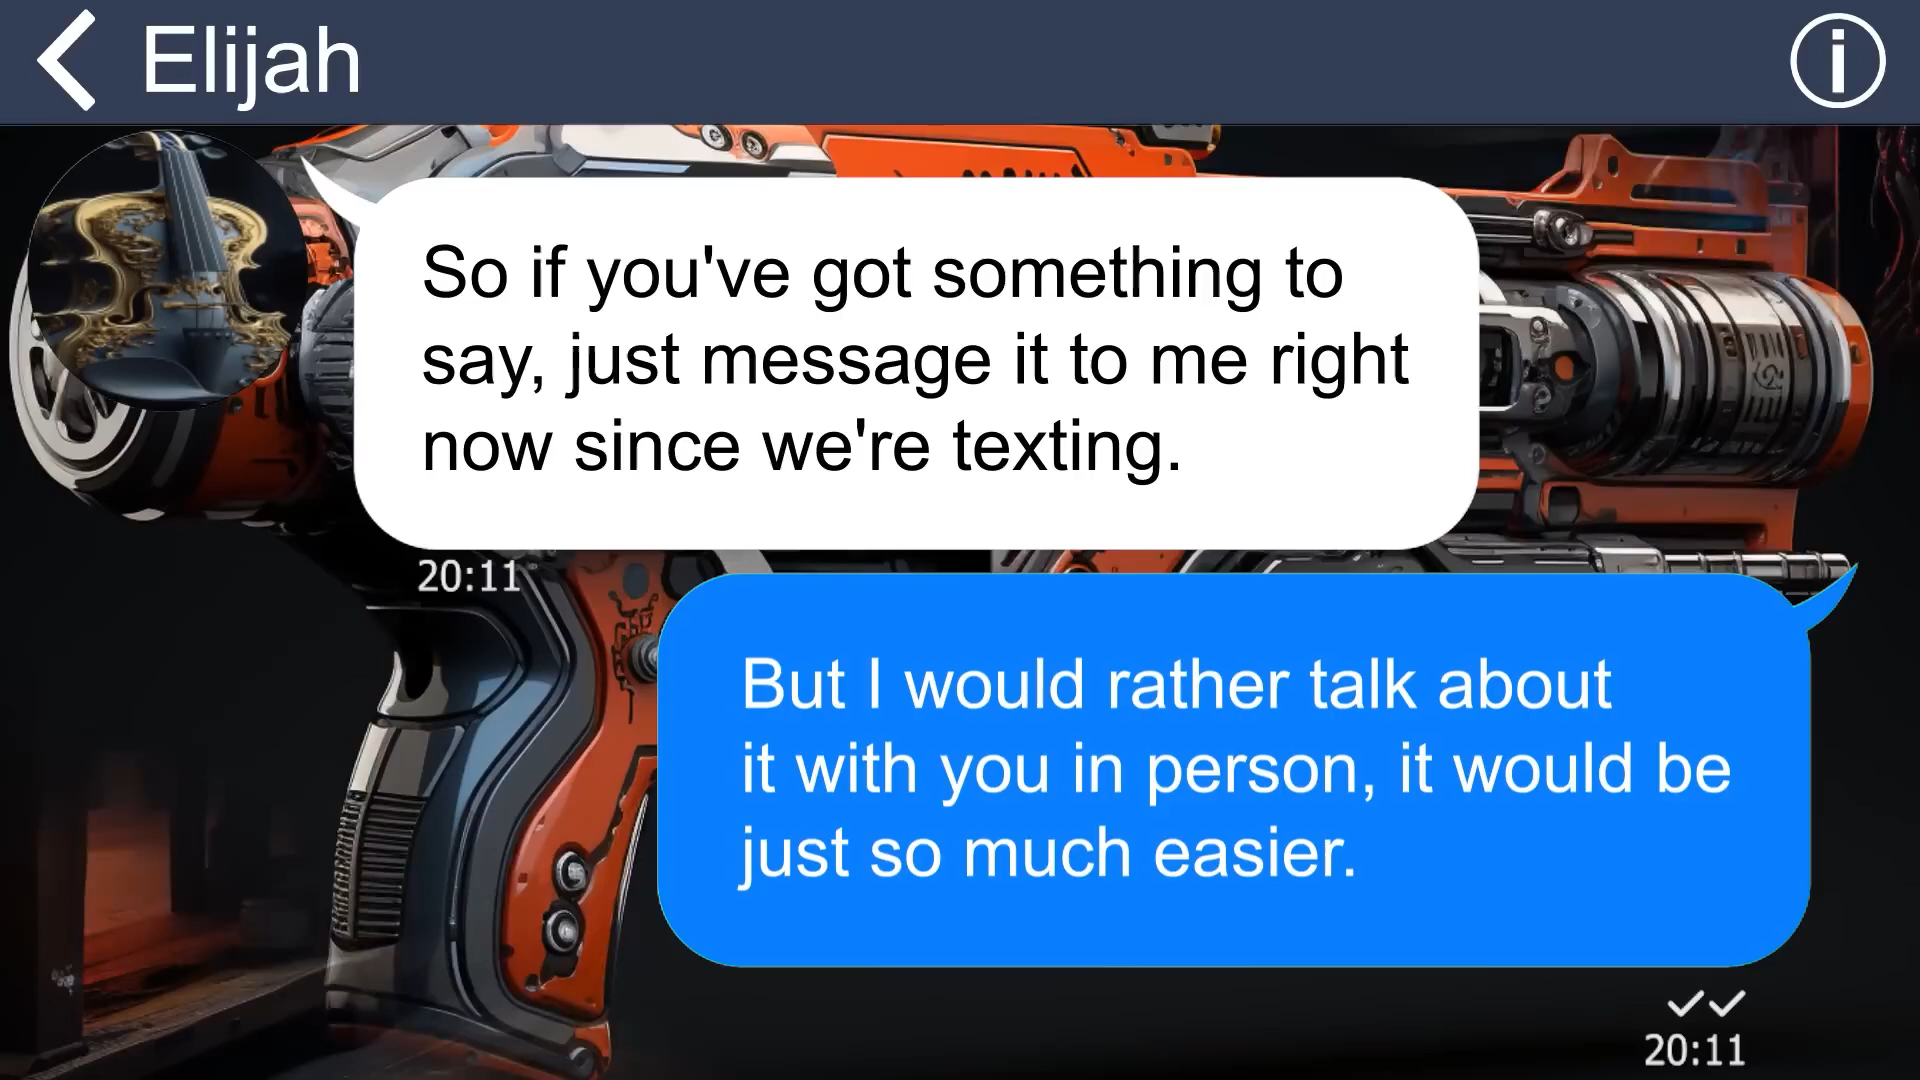 Elijah
So if you've got something to
say, just message it to me right
now since we're texting.
20:11
But I would rather talk about
it with you in person, it would be
just so much easier.
20:11